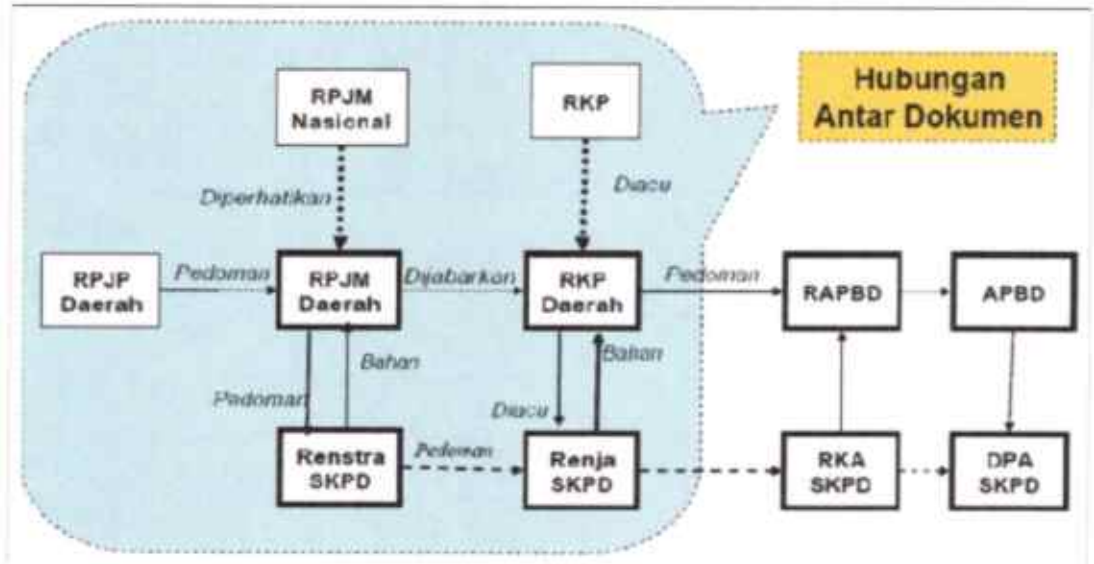 Hubungan
Antar Dokumen
RPJM
Nasional
RKP
Diperhatikan
Diacu
RPJP
Daerah
Pedoman
RPJM
Daerah
Dijabarkan
RKP
Daerah
Pedoman
RAPBD
APBD
Pedoman
Bahan
Diacu
Bahan
Renstra
SKPD
Pedoman
Renja
SKPD
RKA
SKPD
DPA
SKPD